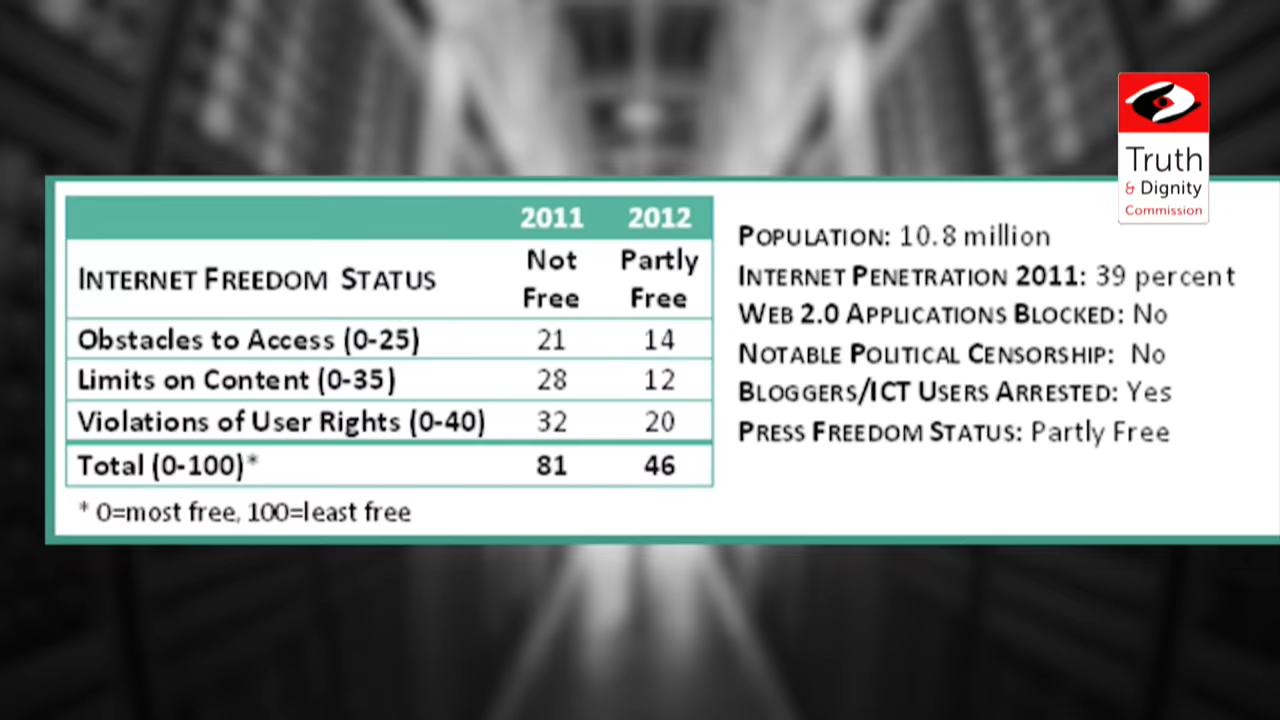 Truth
& Dignity
Commission
2011 2012
INTERNET FREEDOM STATUS
Not Free
Partly Free
Obstacles to Access (0-25) 21 14
Limits on Content (0-35) 28 12
Violations of User Rights (0-40) 32 20
Total (0-100)* 81 46
* 0=most free, 100=least free
POPULATION: 10.8 million
INTERNET PENETRATION 2011: 39 percent
WEB 2.0 APPLICATIONS BLOCKED: No
NOTABLE POLITICAL CENSORSHIP: No
BLOGGERS/ICT USERS ARRESTED: Yes
PRESS FREEDOM STATUS: Partly Free